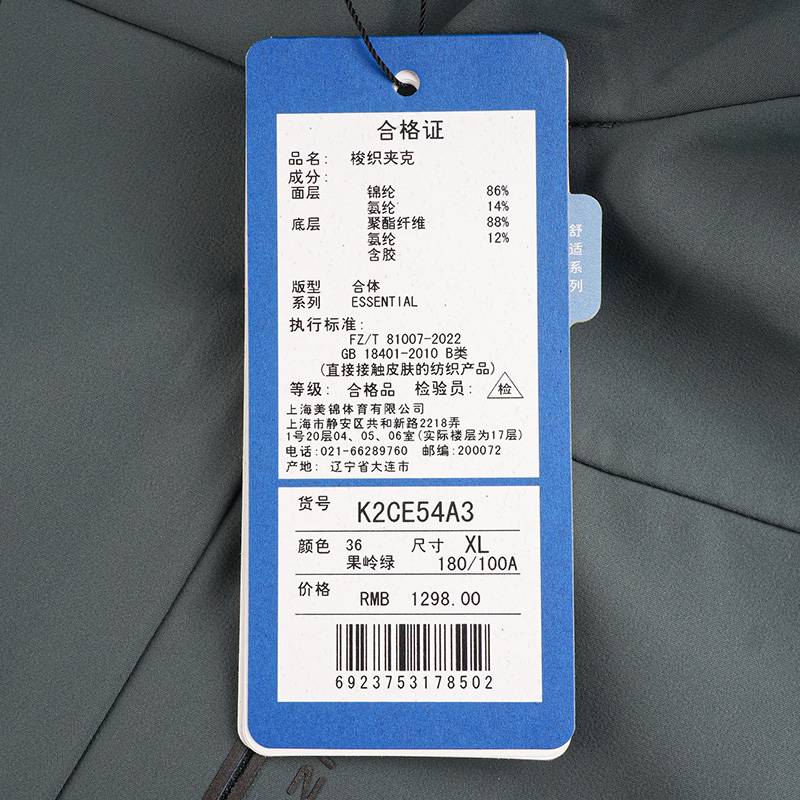 合格证
品名: 梭织夹克
成分:
面层 锦纶 86%
氨纶 14%
底层 聚酯纤维 88%
氨纶 12%
含胶
版型 合体
系列 ESSENTIAL
执行标准:
FZ/T 81007-2022
GB 18401-2010 B类
(直接接触皮肤的纺织产品)
等级: 合格品 检验员: 检
上海美锦体育有限公司
上海市静安区共和新路2218弄
1号20层04、05、06室(实际楼层为17层)
电话:021-66289760 邮编:200072
产地: 辽宁省大连市
货号 K2CE54A3
颜色 36 尺寸 XL
果岭绿 180/100A
价格 RMB 1298.00
6923753178502
舒适系列